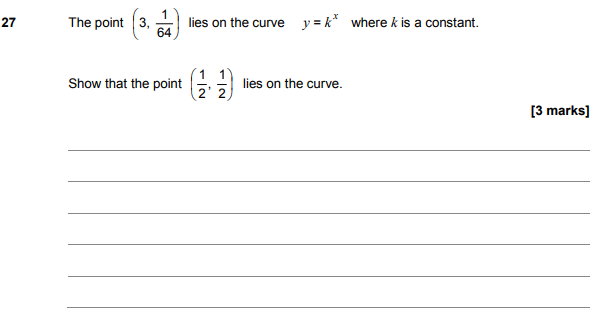 27 The point (3, 1/64) lies on the curve y = kˣ where k is a constant.
Show that the point (1/2, 1/2) lies on the curve.
[3 marks]